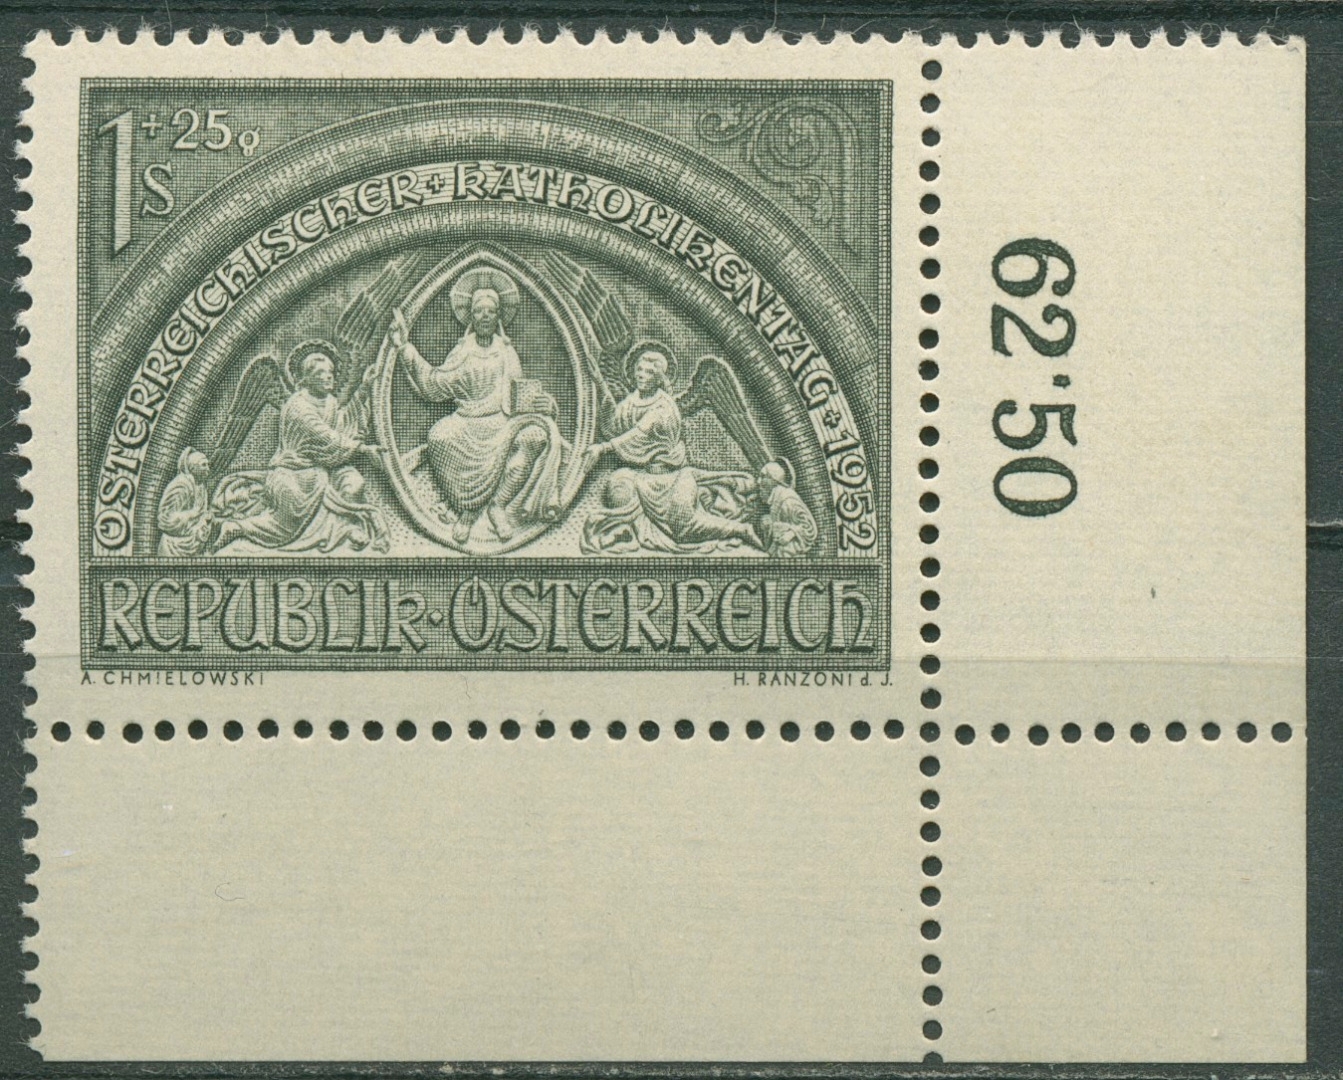 1 S + 25 g
ÖSTERREICHISCHER + KATHOLIKENTAG + 1952
REPUBLIK · ÖSTERREICH
A. CHMIELOWSKI
H. RANZONI d. J.
62˙50